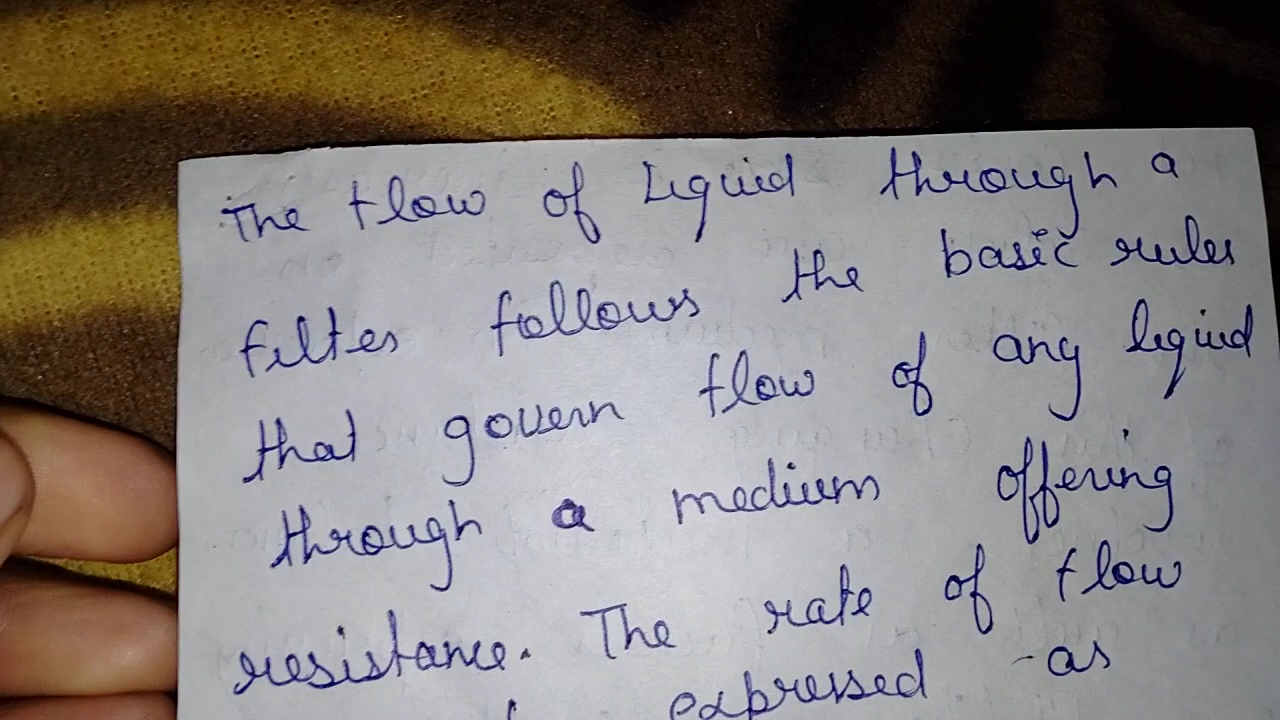 The flow of Liquid through a
filter follows the basic rules
that govern flow of any liquid
through a medium offering
resistance. The rate of flow
expressed as